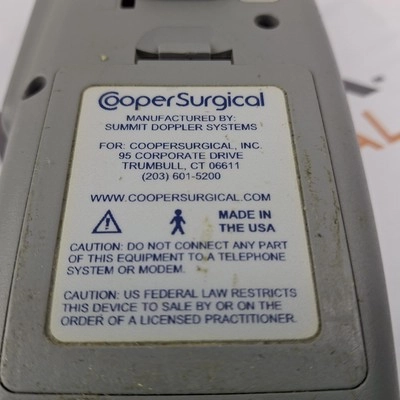 CooperSurgical
MANUFACTURED BY:
SUMMIT DOPPLER SYSTEMS
FOR: COOPERSURGICAL, INC.
95 CORPORATE DRIVE
TRUMBULL, CT 06611
(203) 601-5200
WWW.COOPERSURGICAL.COM
MADE IN
THE USA
CAUTION: DO NOT CONNECT ANY PART
OF THIS EQUIPMENT TO A TELEPHONE
SYSTEM OR MODEM.
CAUTION: US FEDERAL LAW RESTRICTS
THIS DEVICE TO SALE BY OR ON THE
ORDER OF A LICENSED PRACTITIONER.